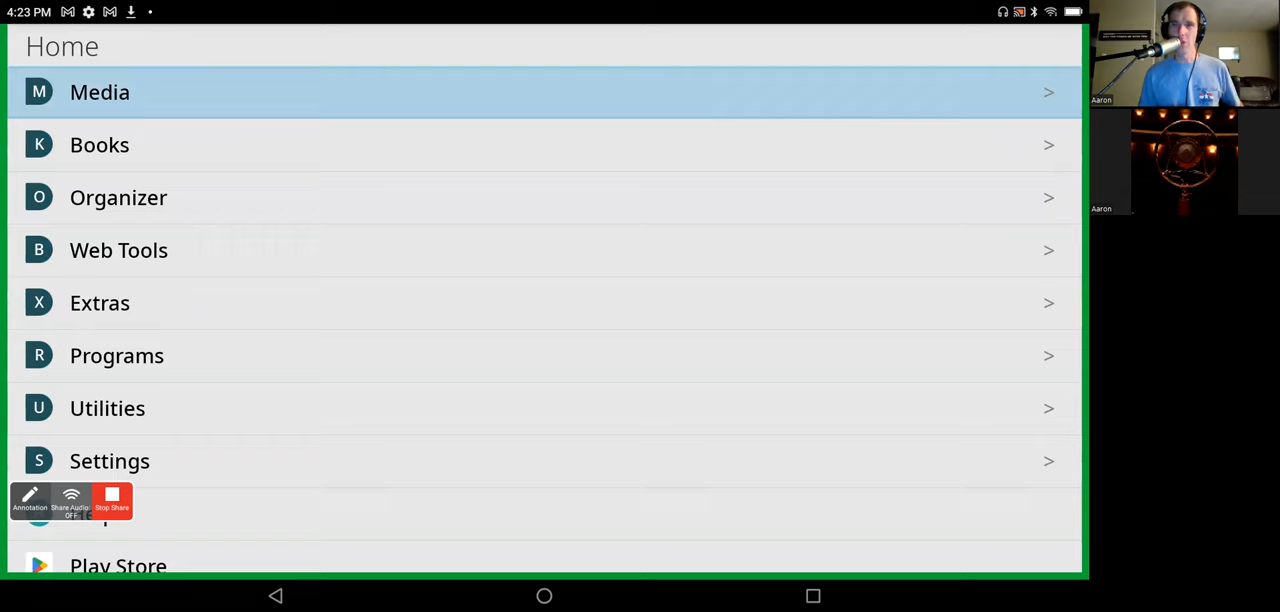 4:23 PM
Home
M Media >
K Books >
O Organizer >
B Web Tools >
X Extras >
R Programs >
U Utilities >
S Settings >
Annotation Share Audio OFF Stop Share
Play Store
Aaron
Aaron